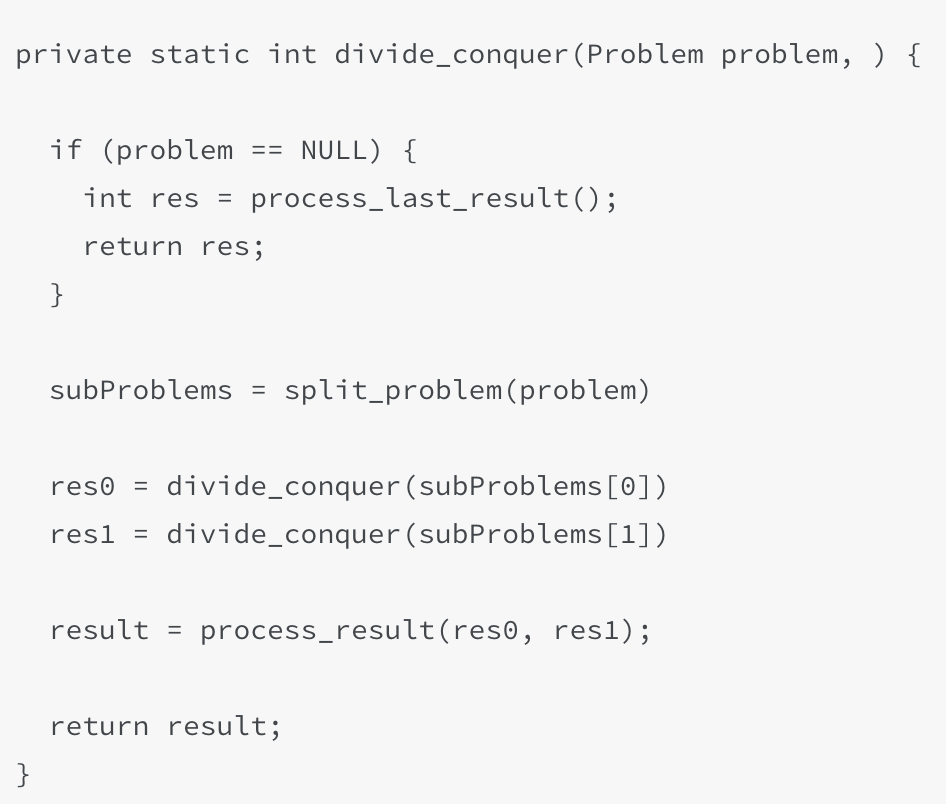 private static int divide_conquer(Problem problem, ) {
if (problem == NULL) {
int res = process_last_result();
return res;
}
subProblems = split_problem(problem)
res0 = divide_conquer(subProblems[0])
res1 = divide_conquer(subProblems[1])
result = process_result(res0, res1);
return result;
}